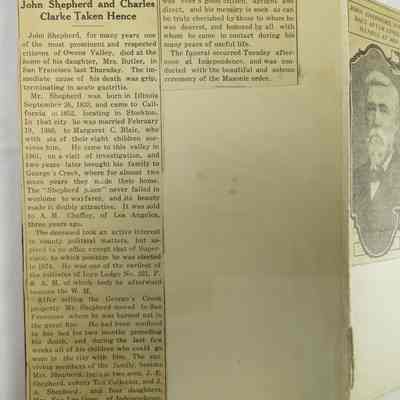 John Shepherd and Charles
Clarke Taken Hence
John Shepherd, for many years one
of the most prominent and respected
citizens of Owens Valley, died at the
home of his daughter, Mrs. Butler, in
San Francisco last Thursday. The im-
mediate cause of his death was grip,
terminating in acute gastritis.
Mr. Shepherd was born in Illinois
September 26, 1833, and came to Cali-
fornia in 1852, locating in Stockton.
In that city he was married February
19, 1860, to Margaret C. Blair, who
with six of their eight children sur-
vives him. He came to this valley in
1861, on a visit of investigation, and
two years later brought his family to
George's Creek, where for almost two
score years they made their home.
The "Shepherd place" never failed in
welcome to wayfarer, and its beauty
made it doubly attractive. It was sold
to A. M. Chaffey, of Los Angeles,
three years ago.
The deceased took an active interest
in county political matters, but as-
pired to no office except that of Super-
visor, to which position he was elected
in 1874. He was one of the earliest of
the initiates of Inyo Lodge No. 221, F.
& A. M. of which body he afterward
became the W. M.
After selling the George's Creek
property Mr. Shepherd moved to San
Francisco where he was burned out in
the great fire. He had been confined
to his bed for two months preceding
his death, and during the last few
weeks all of his children who could go
were in the city with him. The sur-
viving members of the family, besides
Mrs. Shepherd, include two sons, J. E.
Shepherd, county Tax Collector, and J.
A. Shepherd, and four daughters,
was ever a good citizen, upright and
direct, and his memory is such as can
be truly cherished by those to whom he
was dearest, and honored by all with
whom he came in contact during his
many years of useful life.
The funeral occurred Tuesday after-
noon at Independence, and was con-
ducted with the beautiful and solemn
ceremony of the Masonic order.